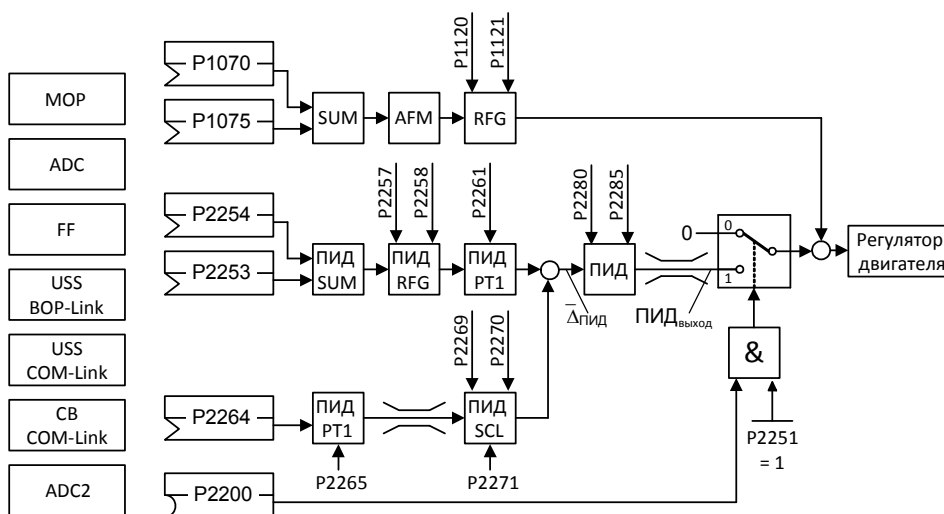 MOP
ADC
FF
USS
BOP-Link
USS
COM-Link
CB
COM-Link
ADC2
P1070
P1075
SUM
AFM
RFG
P1120
P1121
P2254
P2253
ПИД
SUM
P2257
P2258
ПИД
RFG
P2261
ПИД
PT1
Δ̅ПИД
P2280
P2285
ПИД
ПИДвыход
0
0
1
Регулятор
двигателя
&
P2251
= 1
P2264
ПИД
PT1
P2265
P2269
P2270
ПИД
SCL
P2271
P2200